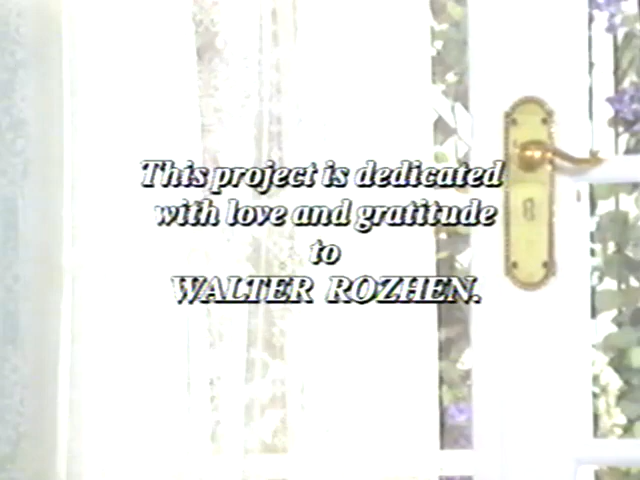 This project is dedicated
with love and gratitude
to
WALTER ROZHEN.